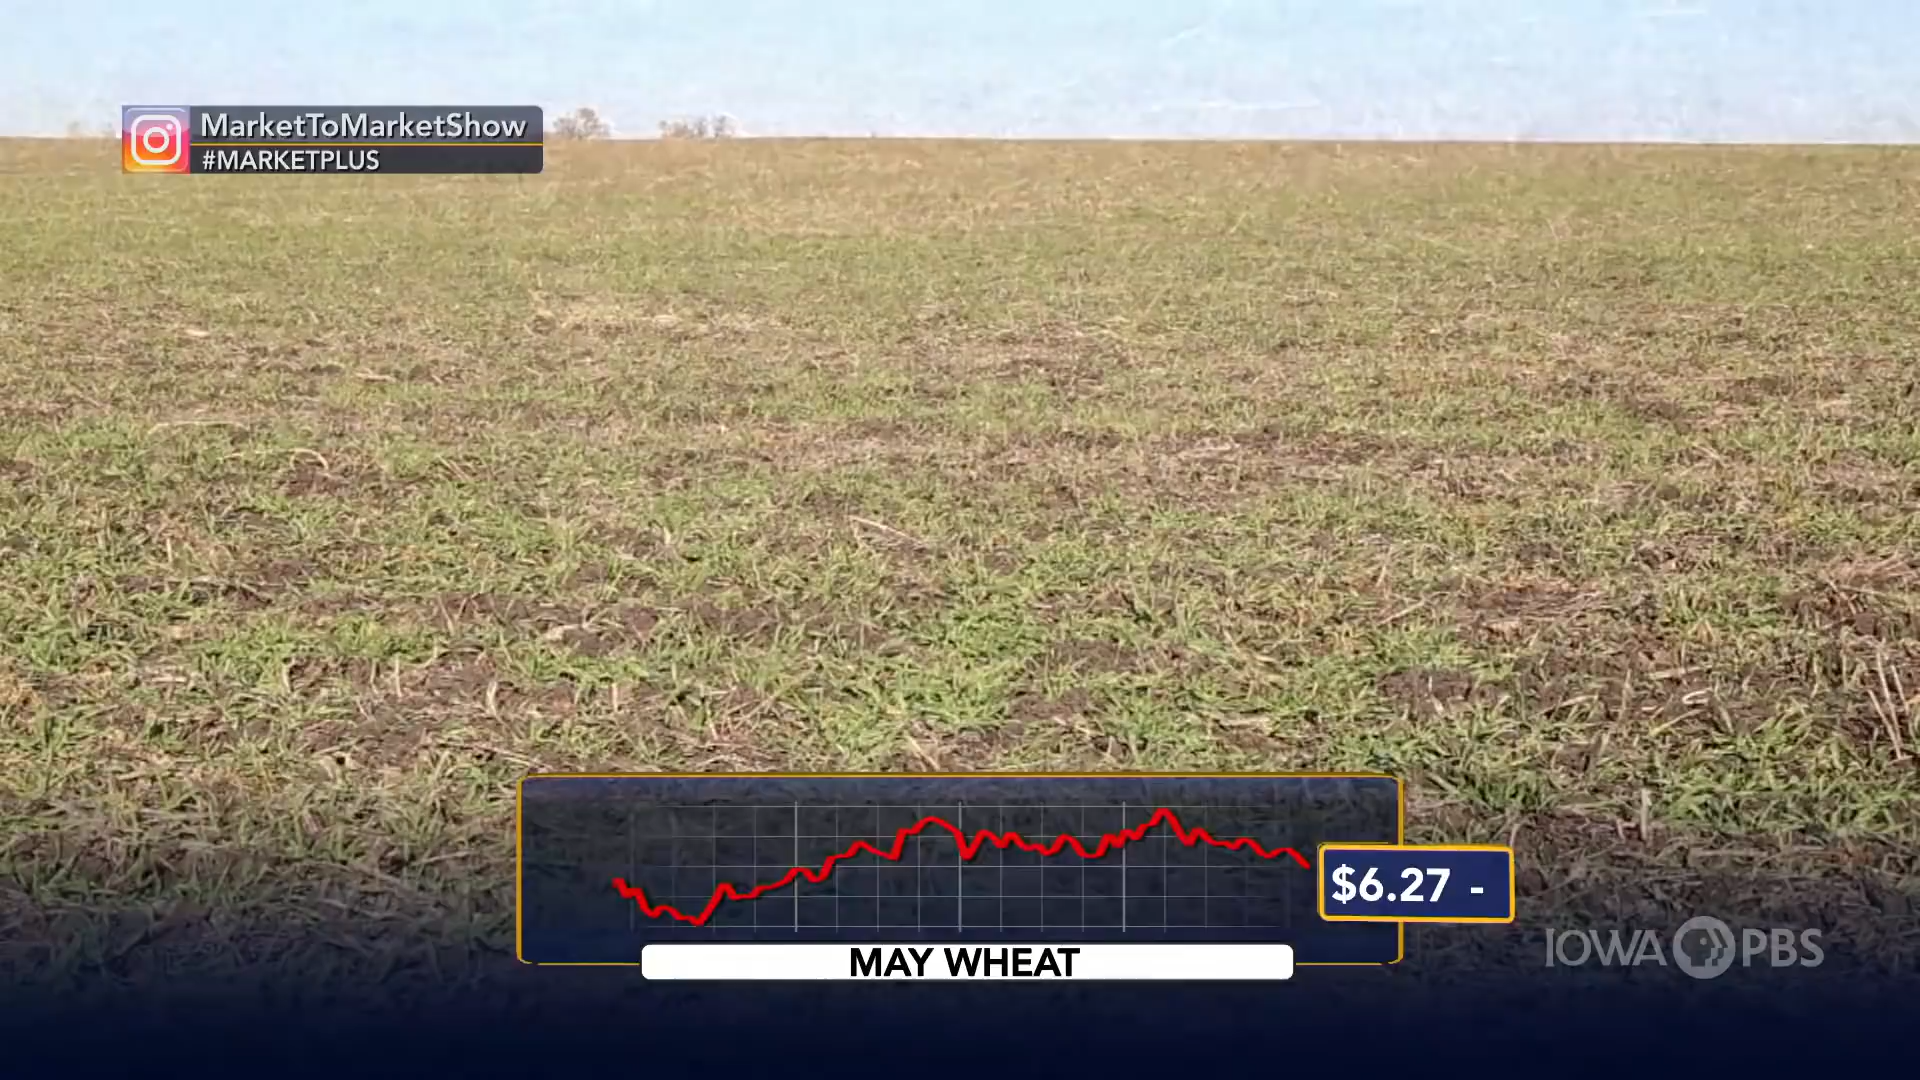 MarketToMarketShow
#MARKETPLUS
$6.27 -
MAY WHEAT
IOWA PBS